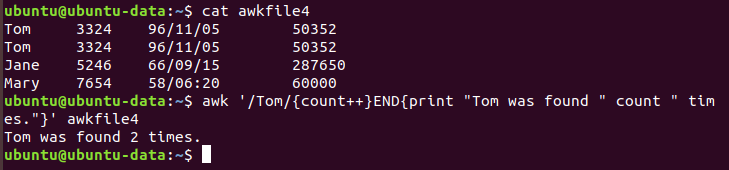 ubuntu@ubuntu-data:~$ cat awkfile4
Tom     3324    96/11/05        50352
Tom     3324    96/11/05        50352
Jane    5246    66/09/15        287650
Mary    7654    58/06:20        60000
ubuntu@ubuntu-data:~$ awk '/Tom/{count++}END{print "Tom was found " count " tim
es."}' awkfile4
Tom was found 2 times.
ubuntu@ubuntu-data:~$